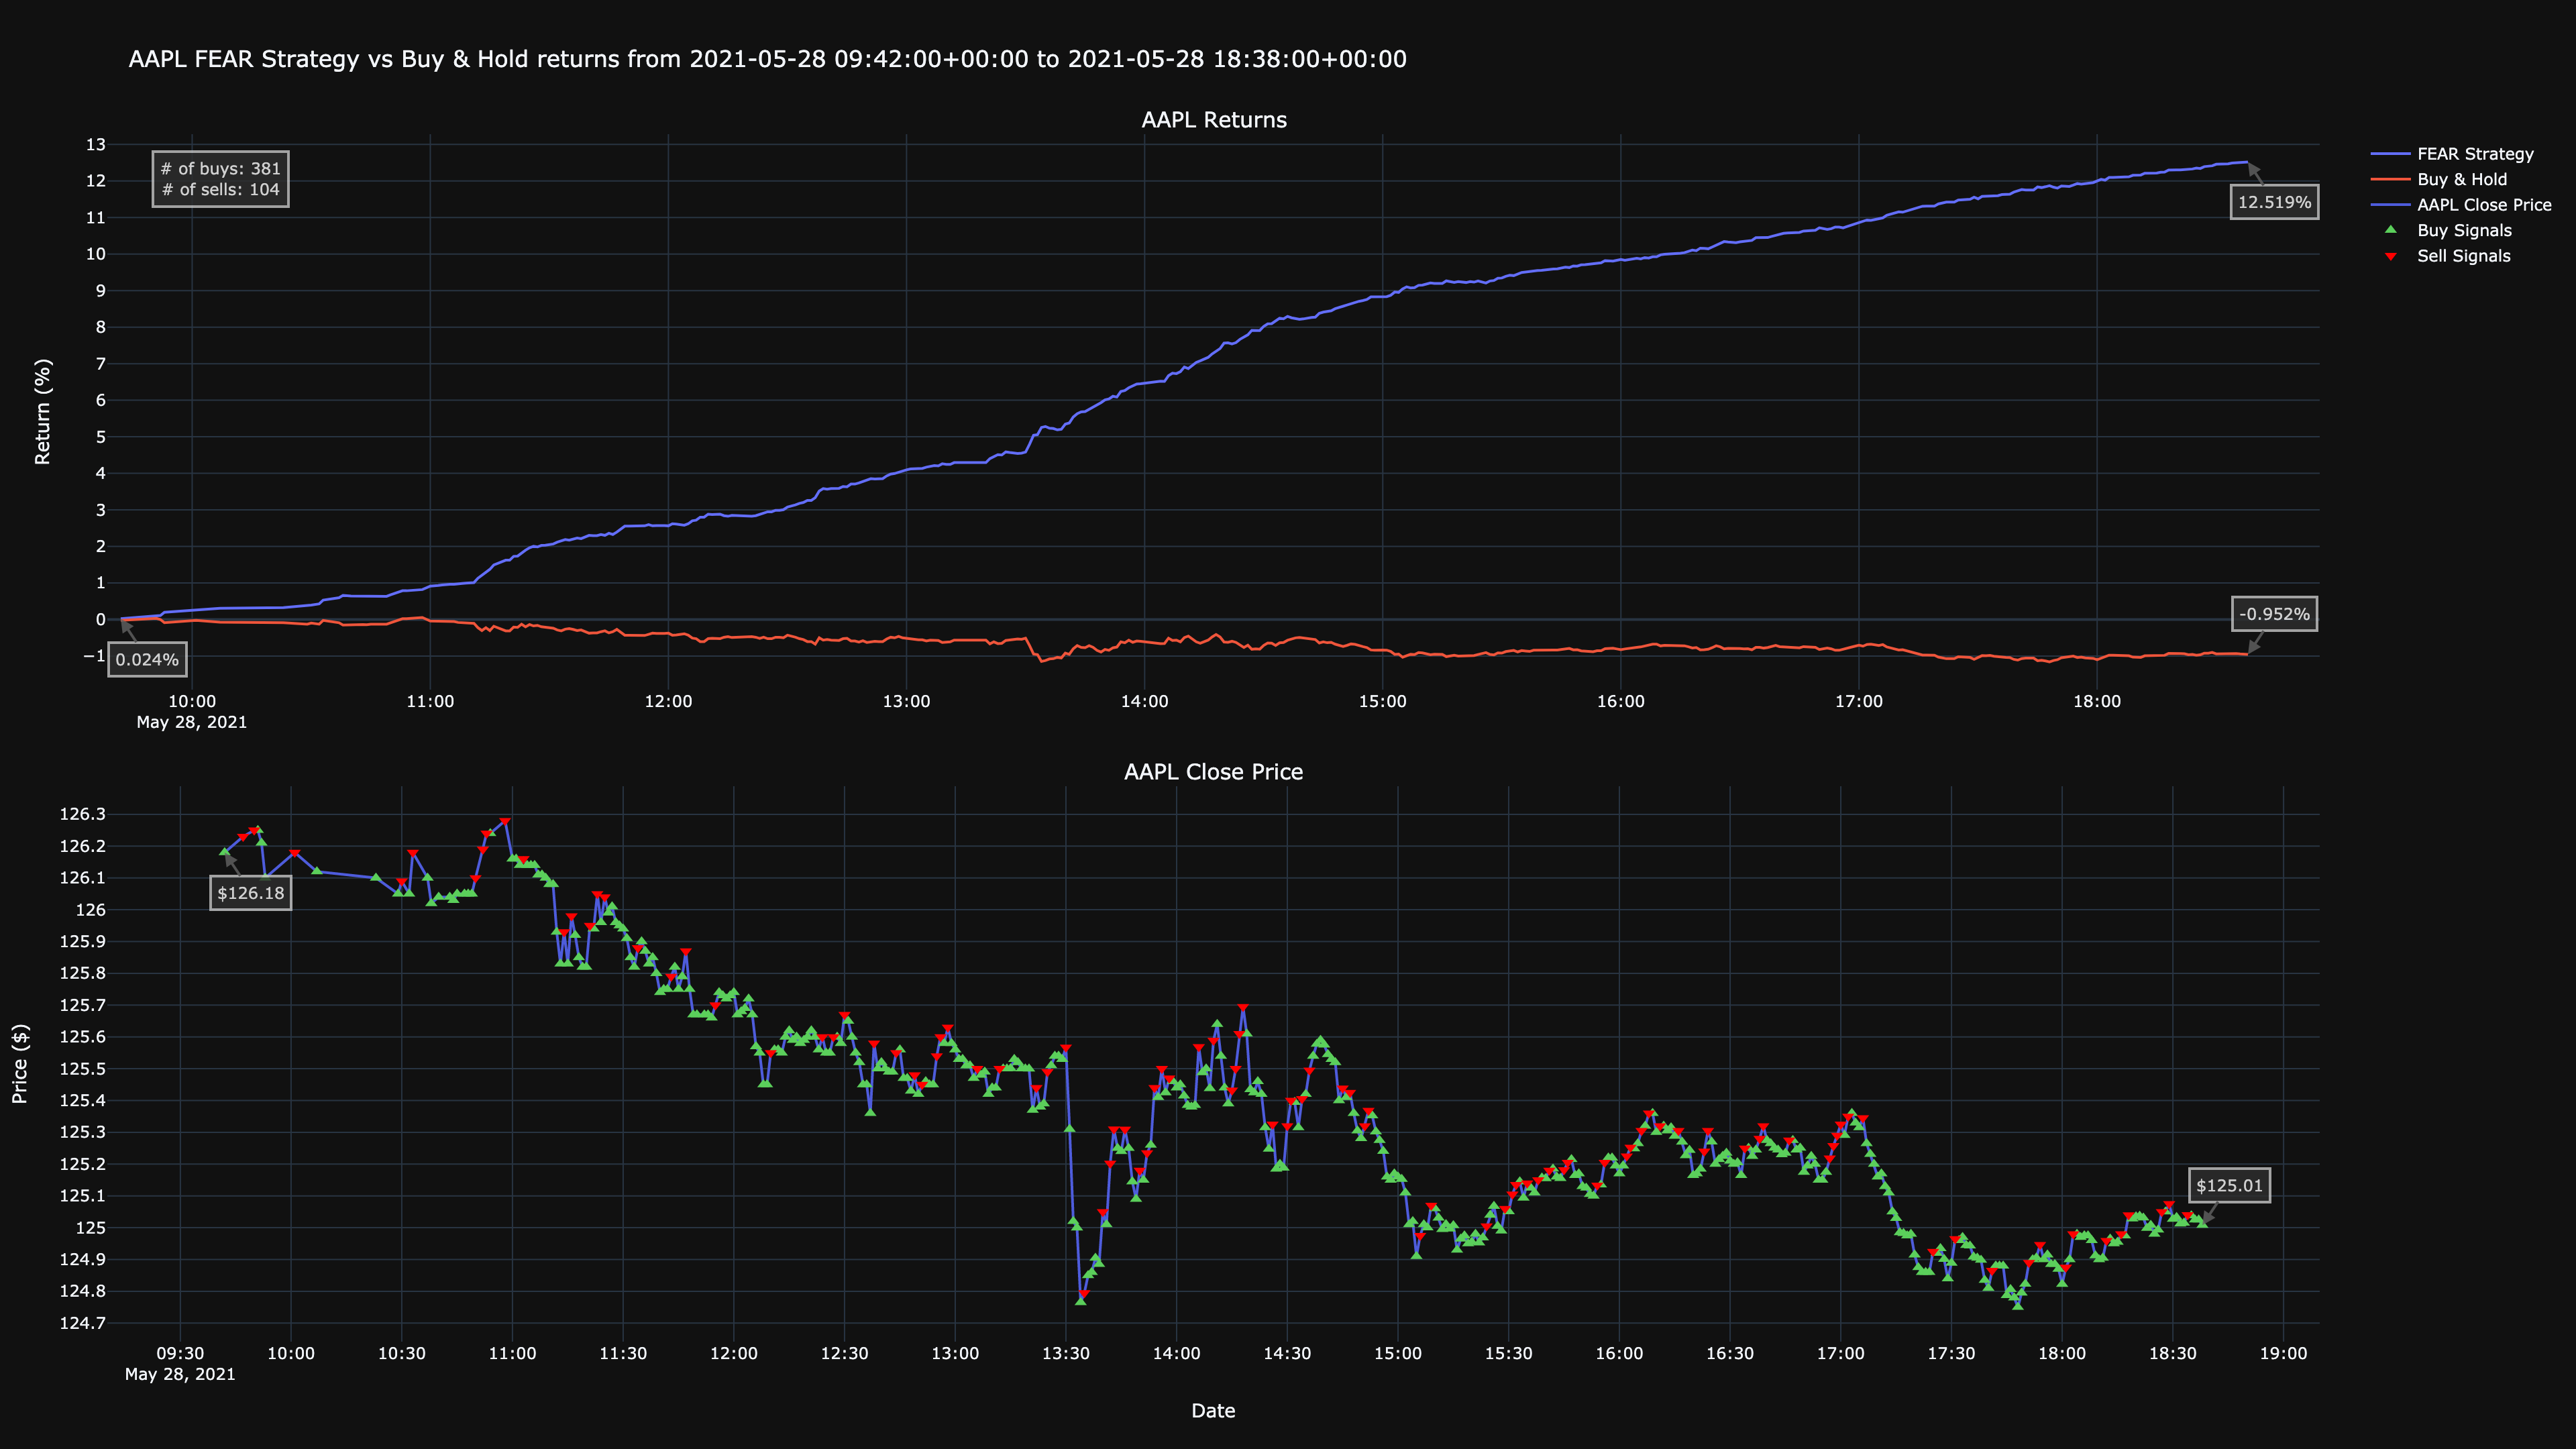 AAPL FEAR Strategy vs Buy & Hold returns from 2021-05-28 09:42:00+00:00 to 2021-05-28 18:38:00+00:00
AAPL Returns
FEAR Strategy
Buy & Hold
AAPL Close Price
Buy Signals
Sell Signals
# of buys: 381
# of sells: 104
12.519%
-0.952%
0.024%
Return (%)
13
12
11
10
9
8
7
6
5
4
3
2
1
0
−1
10:00 11:00 12:00 13:00 14:00 15:00 16:00 17:00 18:00
May 28, 2021
AAPL Close Price
Price ($)
126.3
126.2
126.1
126
125.9
125.8
125.7
125.6
125.5
125.4
125.3
125.2
125.1
125
124.9
124.8
124.7
$126.18
$125.01
09:30 10:00 10:30 11:00 11:30 12:00 12:30 13:00 13:30 14:00 14:30 15:00 15:30 16:00 16:30 17:00 17:30 18:00 18:30 19:00
May 28, 2021
Date